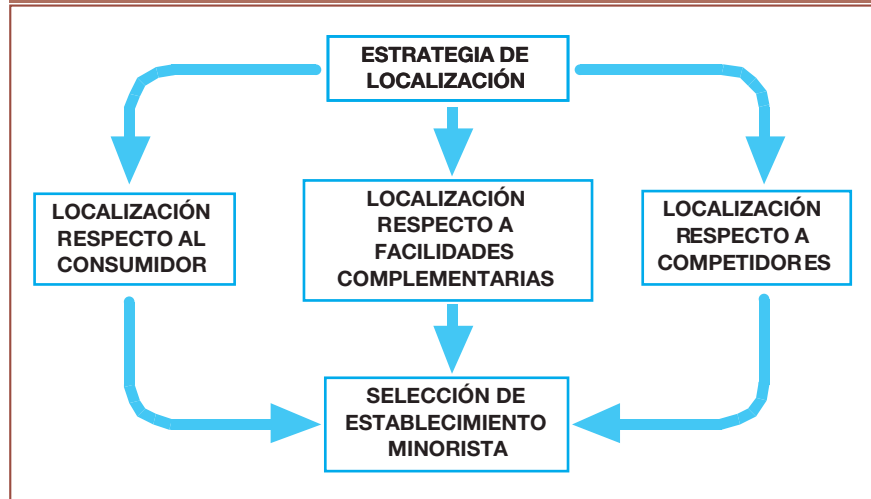 ESTRATEGIA DE
LOCALIZACIÓN
LOCALIZACIÓN
RESPECTO AL
CONSUMIDOR
LOCALIZACIÓN
RESPECTO A
FACILIDADES
COMPLEMENTARIAS
LOCALIZACIÓN
RESPECTO A
COMPETIDORES
SELECCIÓN DE
ESTABLECIMIENTO
MINORISTA